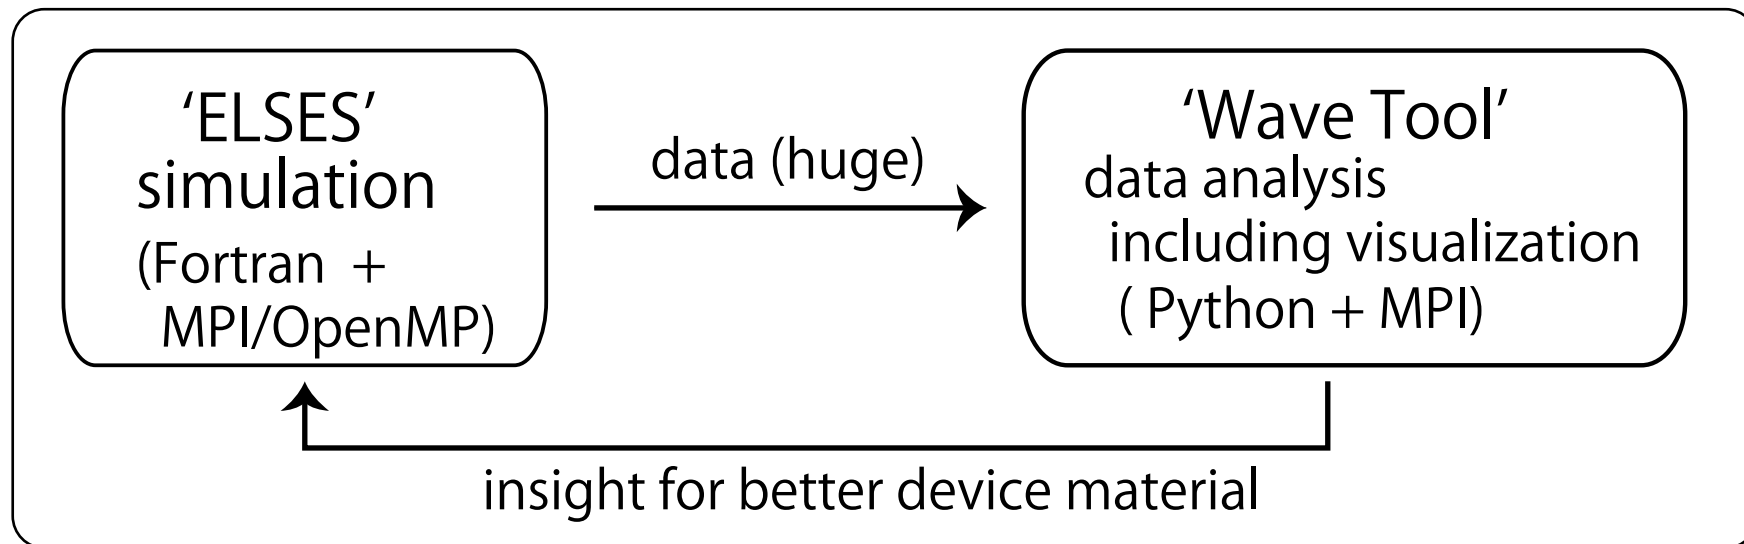 ‘ELSES’
simulation
(Fortran +
MPI/OpenMP)
data (huge)
‘Wave Tool’
data analysis
including visualization
( Python + MPI)
insight for better device material